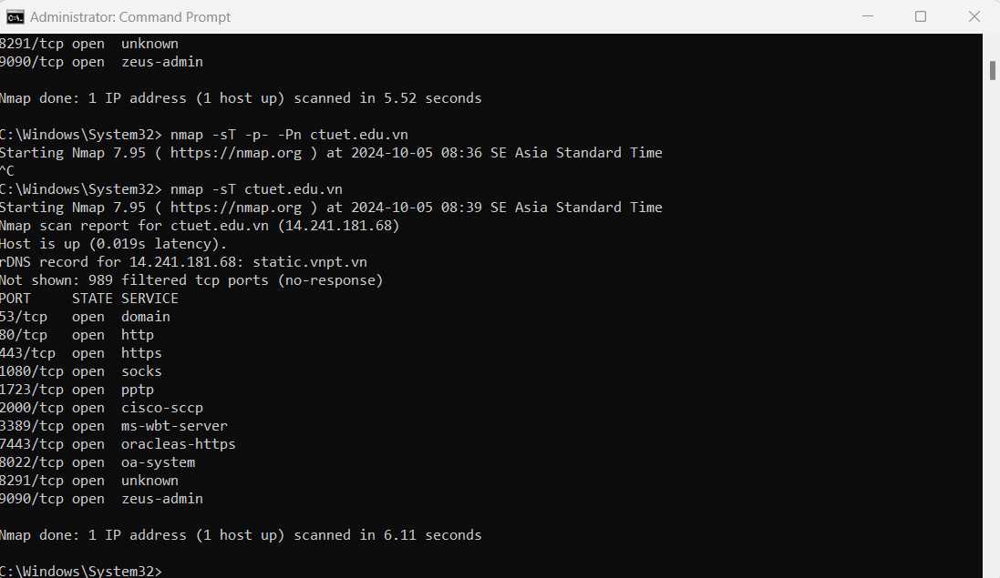 Administrator: Command Prompt
8291/tcp open  unknown
9090/tcp open  zeus-admin
Nmap done: 1 IP address (1 host up) scanned in 5.52 seconds
C:\Windows\System32> nmap -sT -p- -Pn ctuet.edu.vn
Starting Nmap 7.95 ( https://nmap.org ) at 2024-10-05 08:36 SE Asia Standard Time
^C
C:\Windows\System32> nmap -sT ctuet.edu.vn
Starting Nmap 7.95 ( https://nmap.org ) at 2024-10-05 08:39 SE Asia Standard Time
Nmap scan report for ctuet.edu.vn (14.241.181.68)
Host is up (0.019s latency).
rDNS record for 14.241.181.68: static.vnpt.vn
Not shown: 989 filtered tcp ports (no-response)
PORT     STATE SERVICE
53/tcp   open  domain
80/tcp   open  http
443/tcp  open  https
1080/tcp open  socks
1723/tcp open  pptp
2000/tcp open  cisco-sccp
3389/tcp open  ms-wbt-server
7443/tcp open  oracleas-https
8022/tcp open  oa-system
8291/tcp open  unknown
9090/tcp open  zeus-admin
Nmap done: 1 IP address (1 host up) scanned in 6.11 seconds
C:\Windows\System32>